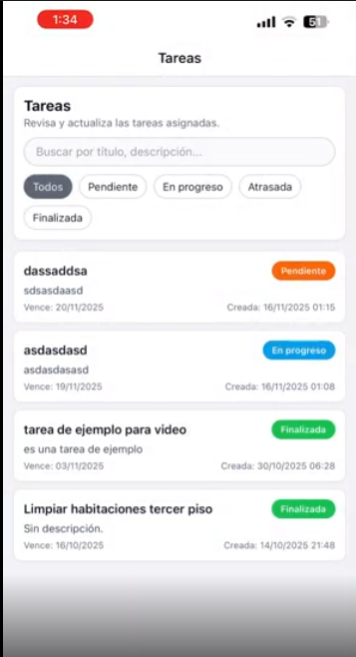 1:34
51
Tareas
Tareas
Revisa y actualiza las tareas asignadas.
Buscar por título, descripción...
Todos
Pendiente
En progreso
Atrasada
Finalizada
dassaddsa
Pendiente
sdsasdaasd
Vence: 20/11/2025
Creada: 16/11/2025 01:15
asdasdasd
En progreso
asdasdasasd
Vence: 19/11/2025
Creada: 16/11/2025 01:08
tarea de ejemplo para video
Finalizada
es una tarea de ejemplo
Vence: 03/11/2025
Creada: 30/10/2025 06:28
Limpiar habitaciones tercer piso
Finalizada
Sin descripción.
Vence: 16/10/2025
Creada: 14/10/2025 21:48